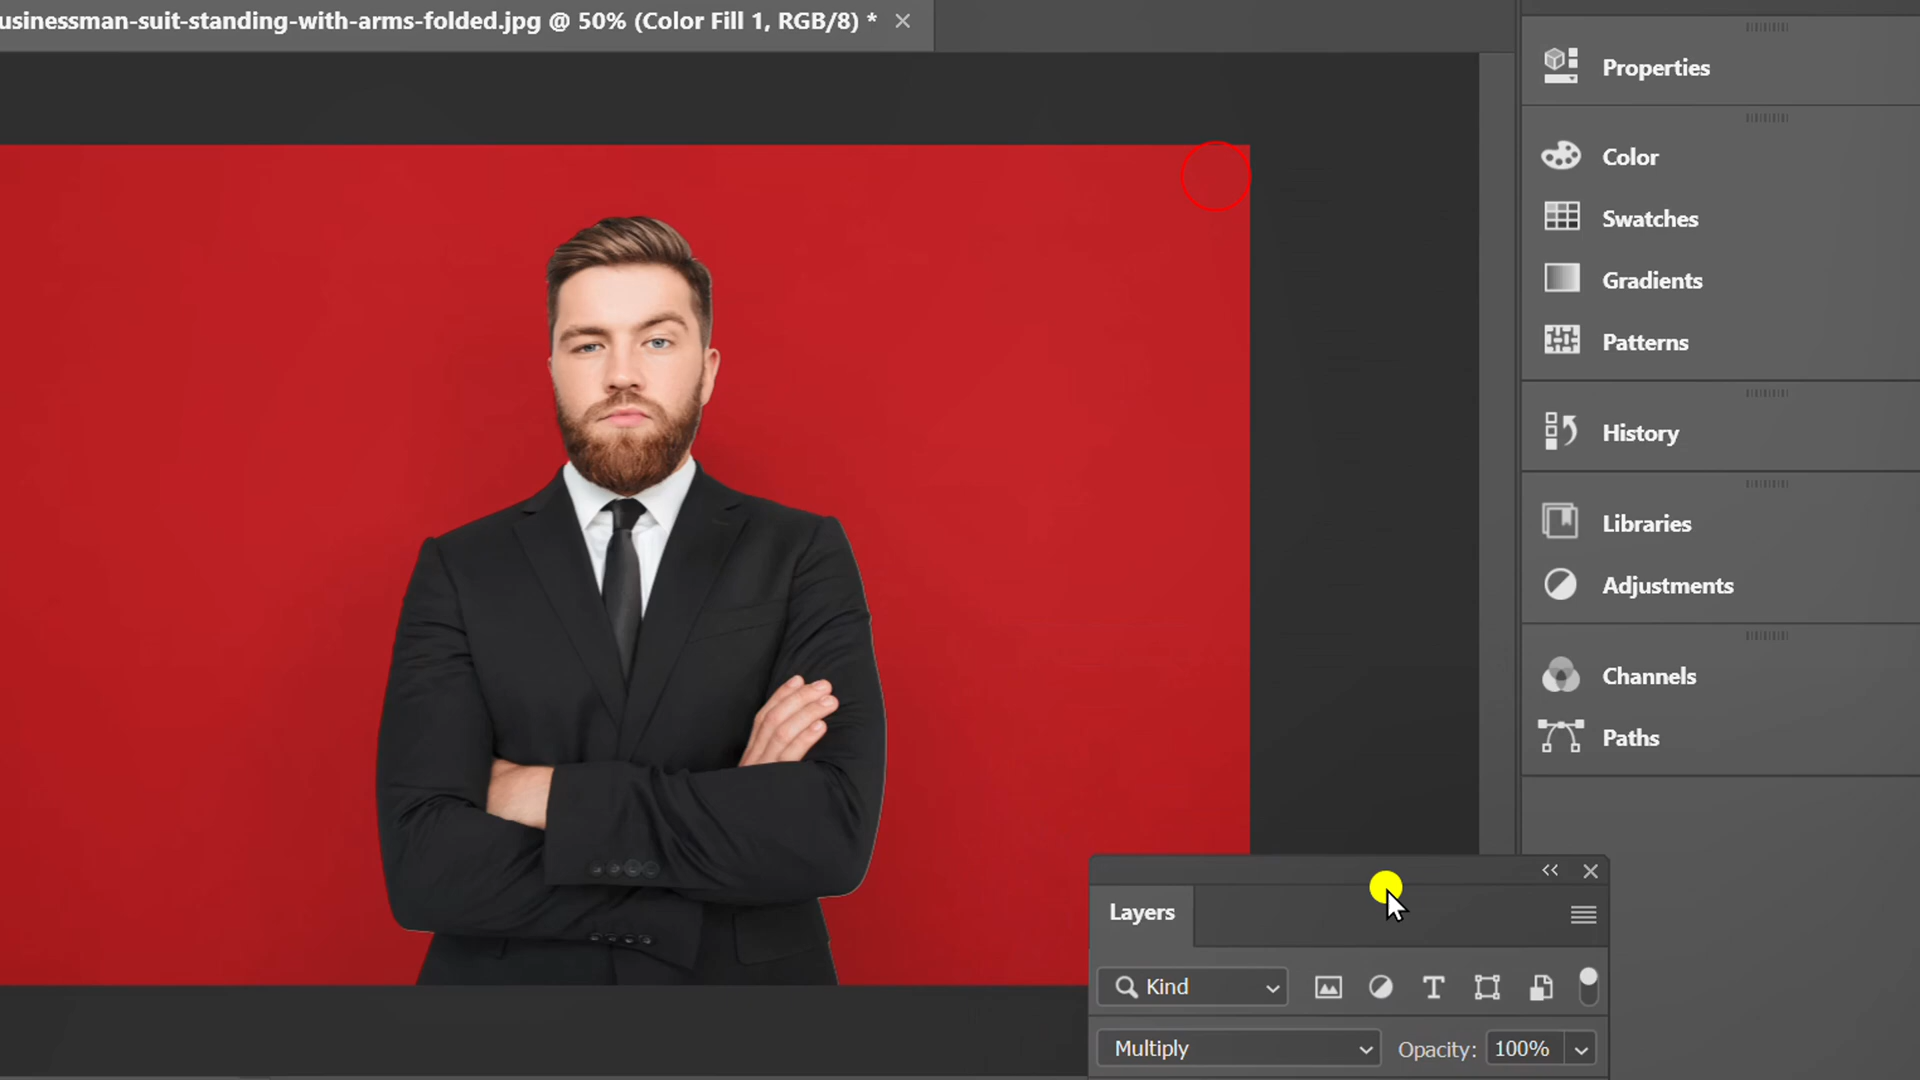 usinessman-suit-standing-with-arms-folded.jpg @ 50% (Color Fill 1, RGB/8) *
Properties
Color
Swatches
Gradients
Patterns
History
Libraries
Adjustments
Channels
Paths
Layers
Kind
Multiply Opacity: 100%